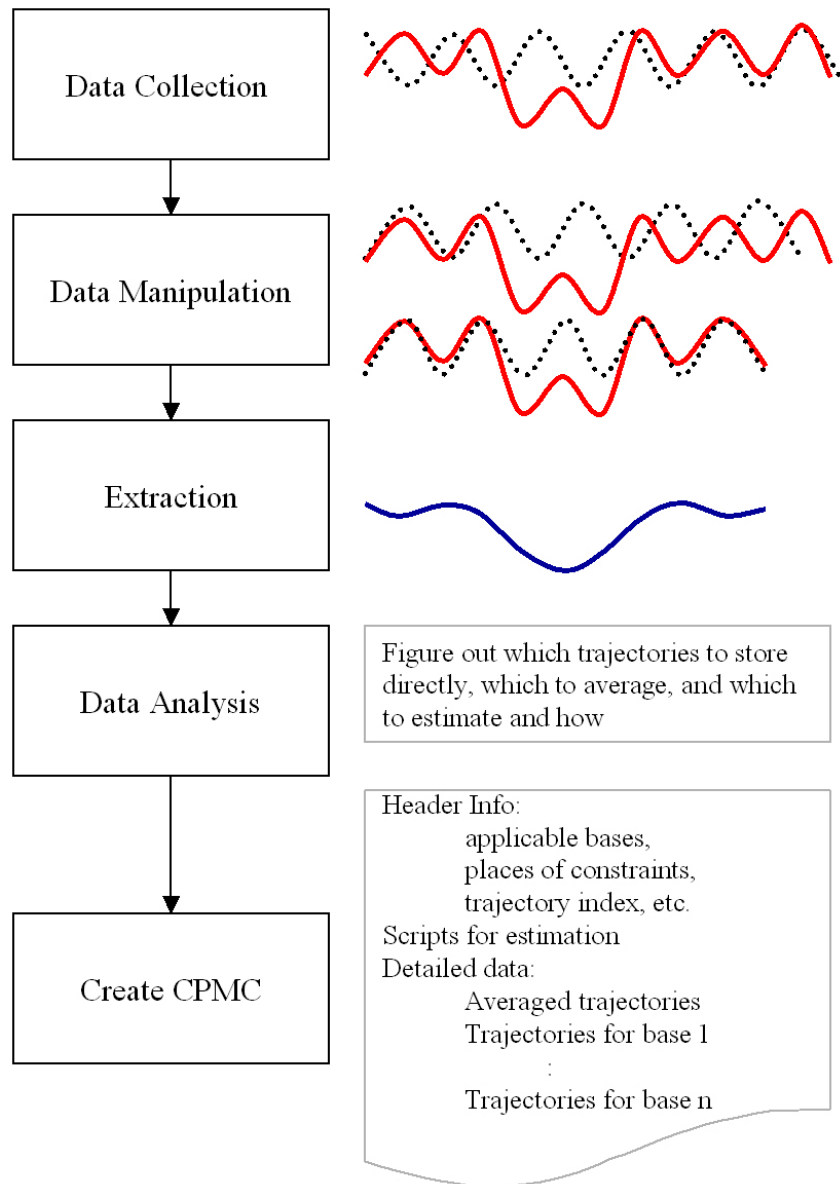 Data Collection
Data Manipulation
Extraction
Data Analysis
Figure out which trajectories to store
directly, which to average, and which
to estimate and how
Create CPMC
Header Info:
applicable bases,
places of constraints,
trajectory index, etc.
Scripts for estimation
Detailed data:
Averaged trajectories
Trajectories for base 1
:
Trajectories for base n